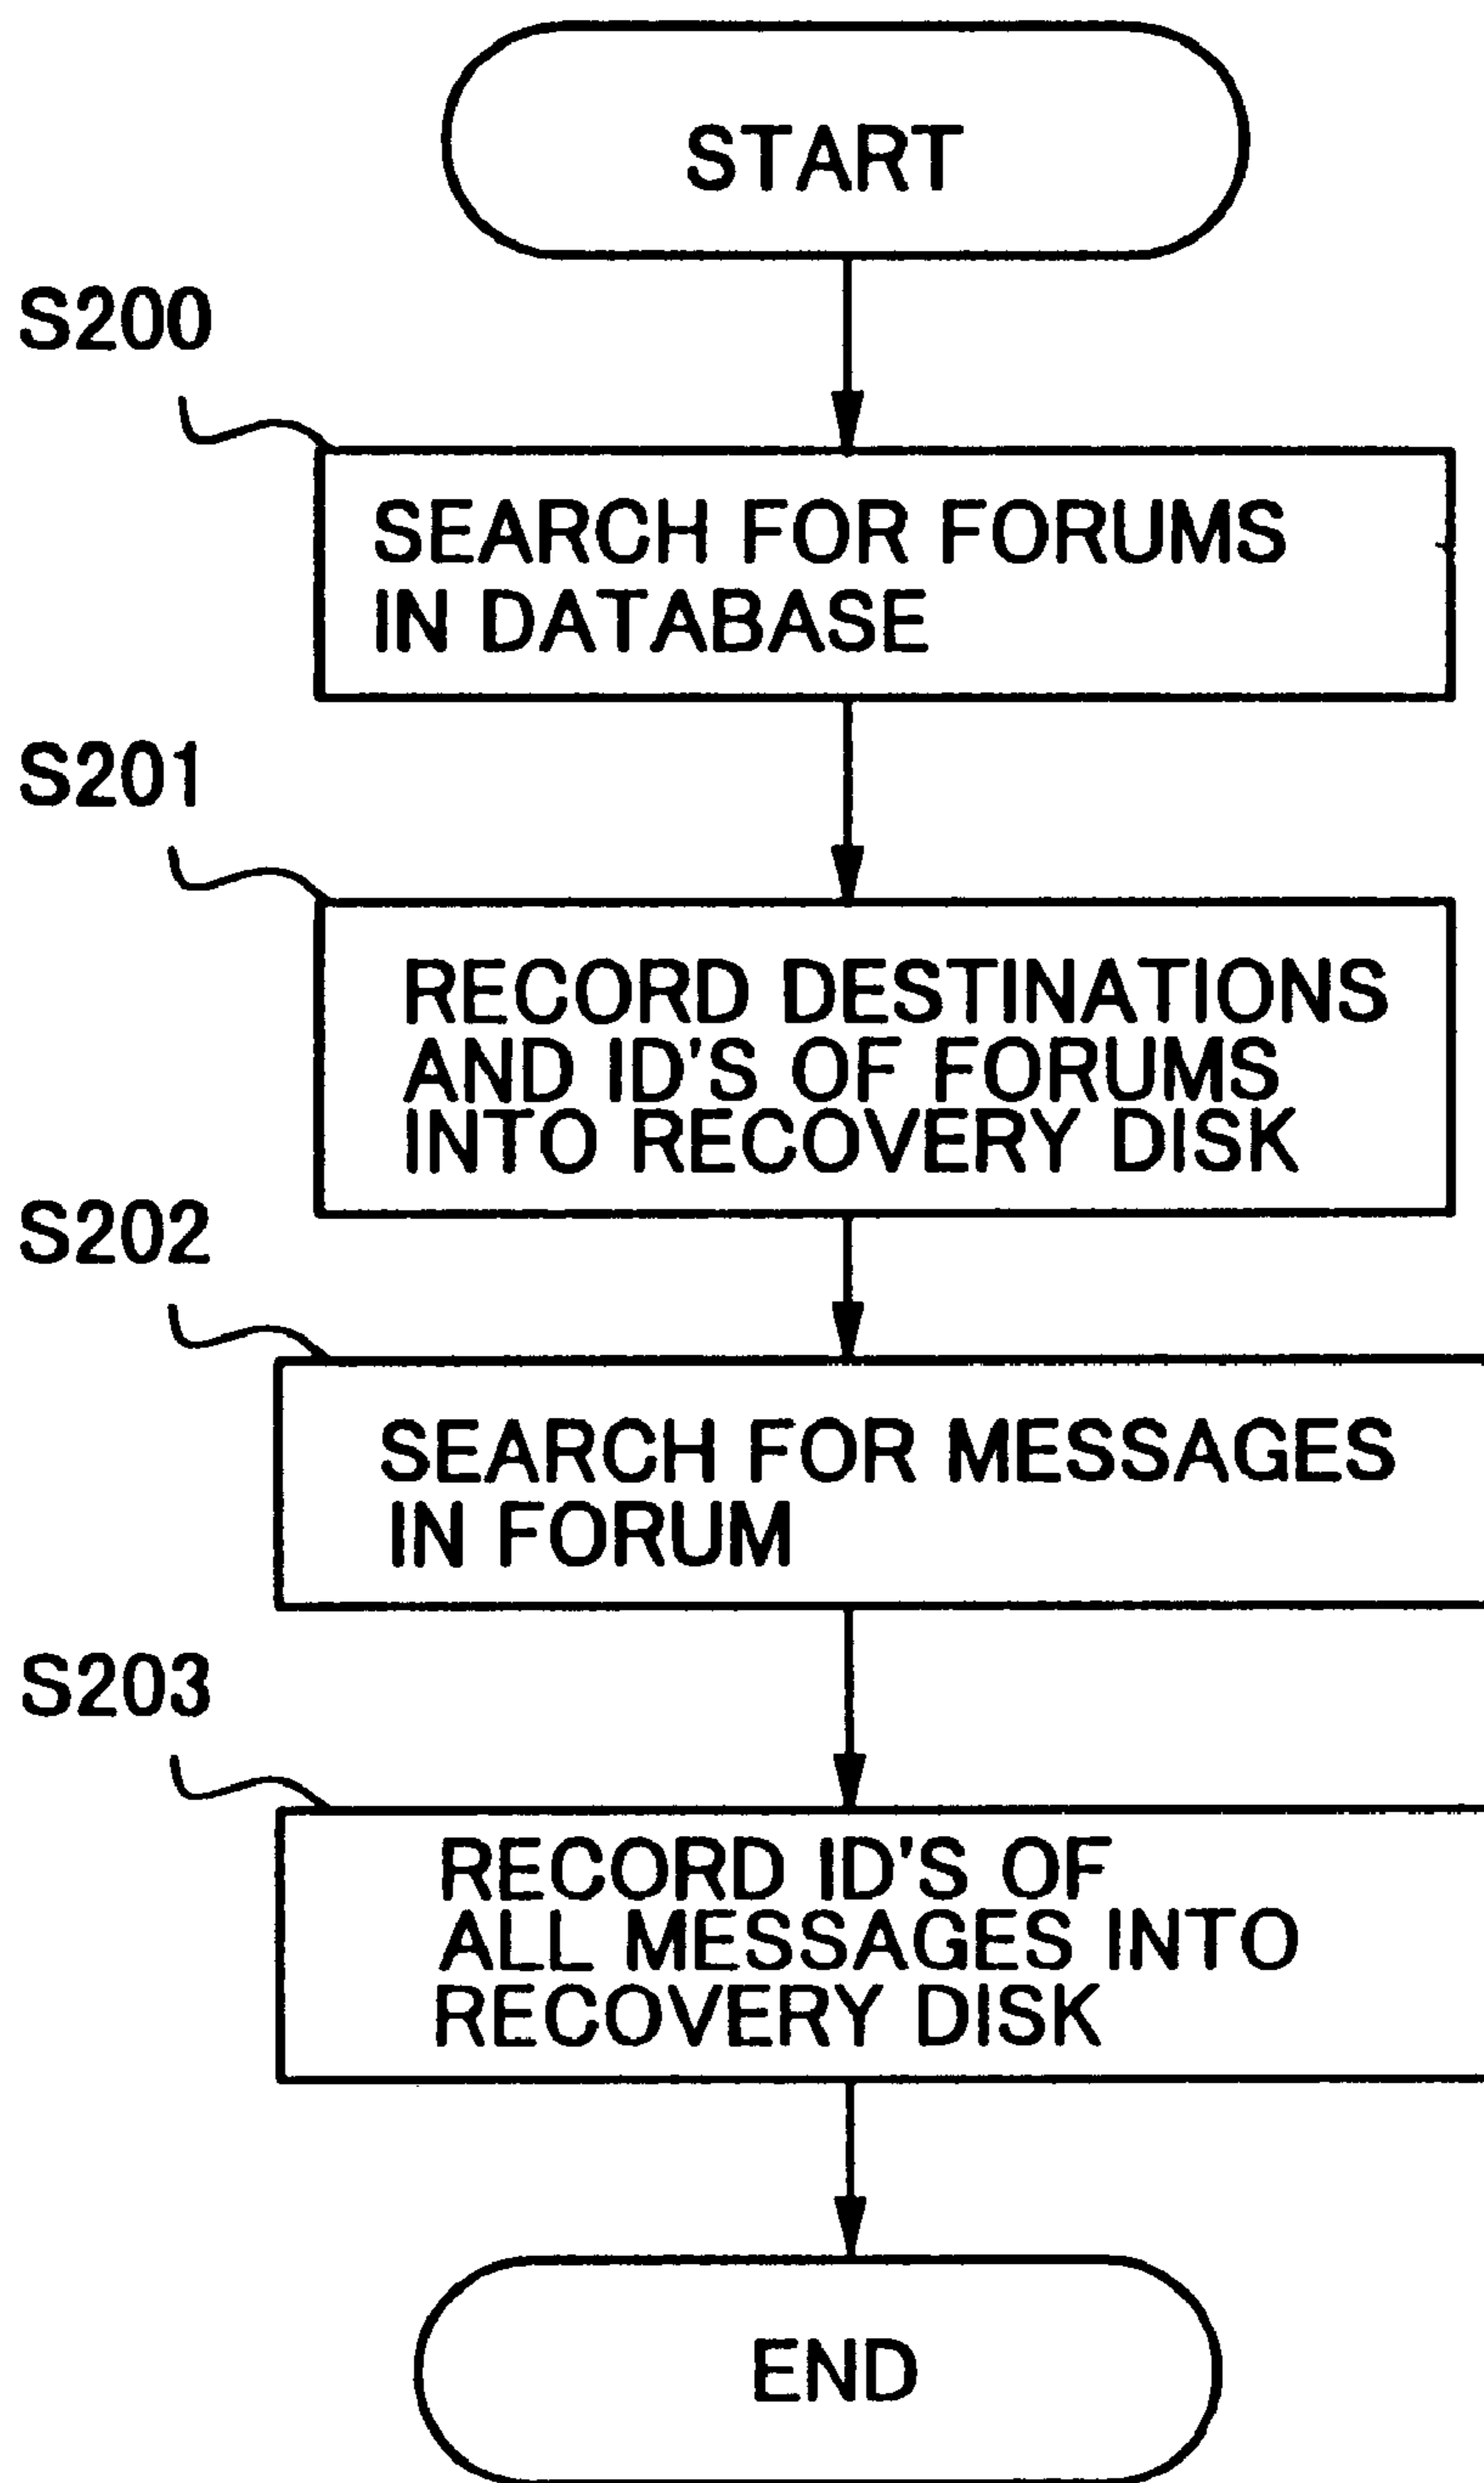 START
S200
SEARCH FOR FORUMS
IN DATABASE
S201
RECORD DESTINATIONS
AND ID'S OF FORUMS
INTO RECOVERY DISK
S202
SEARCH FOR MESSAGES
IN FORUM
S203
RECORD ID'S OF
ALL MESSAGES INTO
RECOVERY DISK
END